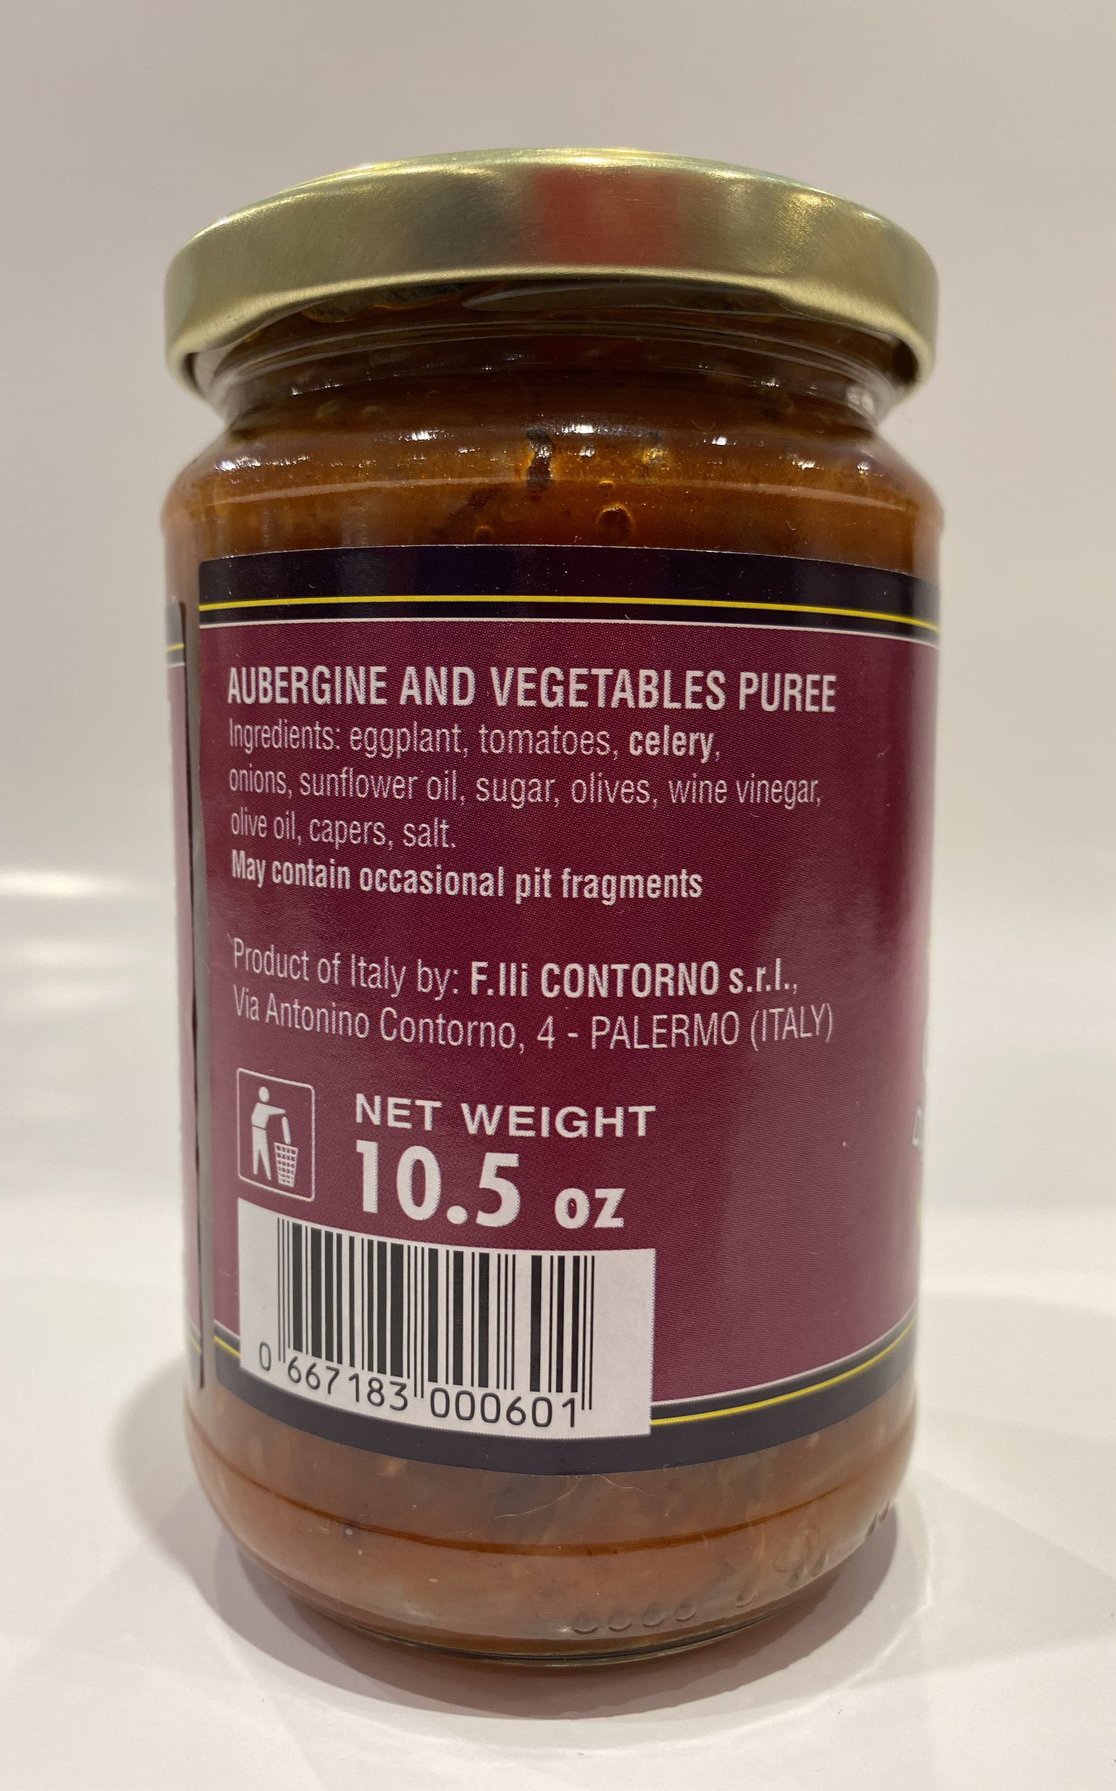 AUBERGINE AND VEGETABLES PUREE
Ingredients: eggplant, tomatoes, celery,
onions, sunflower oil, sugar, olives, wine vinegar,
olive oil, capers, salt.
May contain occasional pit fragments
Product of Italy by: F.lli CONTORNO s.r.l.,
Via Antonino Contorno, 4 - PALERMO (ITALY)
NET WEIGHT
10.5 oz
0 667183 000601